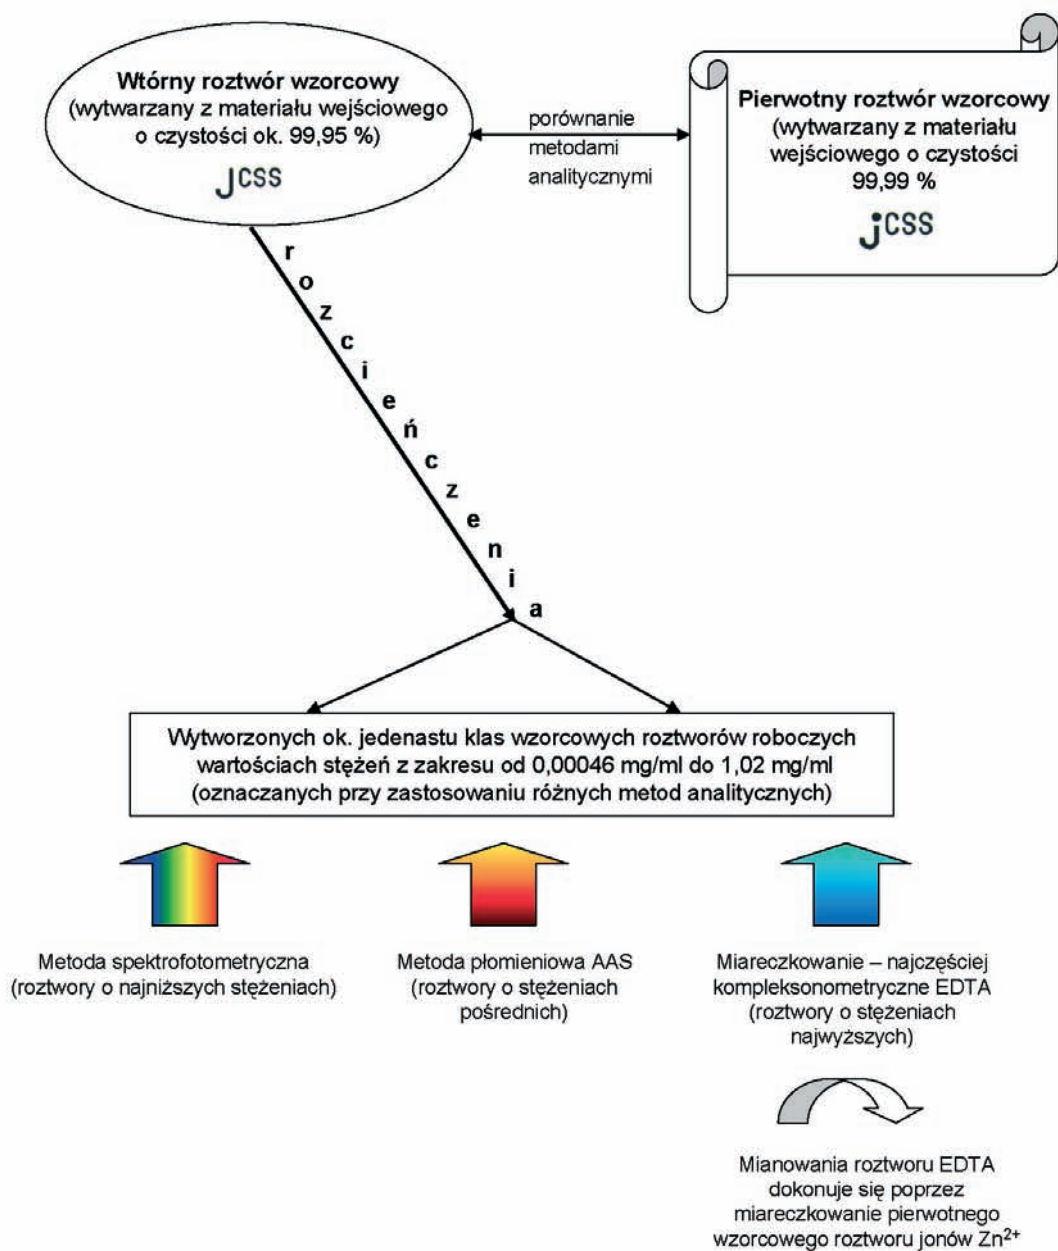 Wtórny roztwór wzorcowy
(wytwarzany z materiału wejściowego
o czystości ok. 99,95 %)
JCSS
porównanie
metodami
analitycznymi
Pierwotny roztwór wzorcowy
(wytwarzany z materiału
wejściowego o czystości
99,99 %
jCSS
rozcieńczenia
Wytworzonych ok. jedenastu klas wzorcowych roztworów roboczych
wartościach stężeń z zakresu od 0,00046 mg/ml do 1,02 mg/ml
(oznaczanych przy zastosowaniu różnych metod analitycznych)
Metoda spektrofotometryczna
(roztwory o najniższych stężeniach)
Metoda płomieniowa AAS
(roztwory o stężeniach
pośrednich)
Miareczkowanie – najczęściej
kompleksonometryczne EDTA
(roztwory o stężeniach
najwyższych)
Mianowania roztworu EDTA
dokonuje się poprzez
miareczkowanie pierwotnego
wzorcowego roztworu jonów Zn²⁺